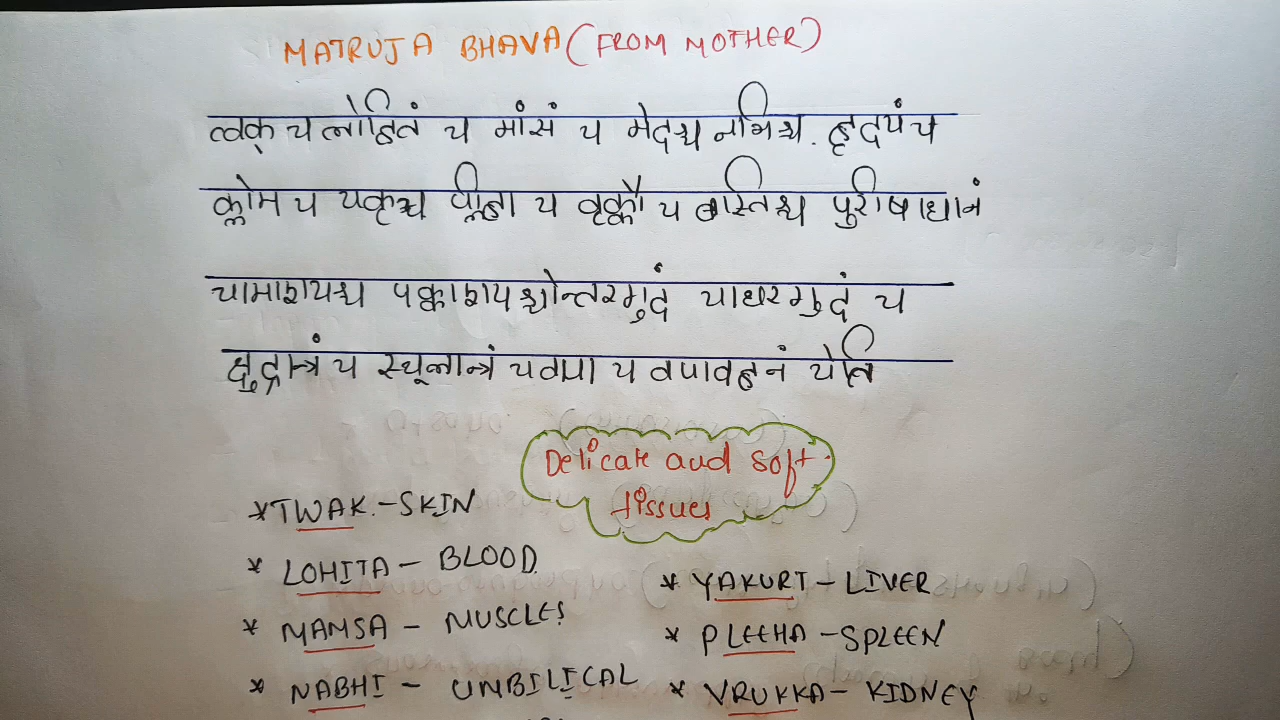 MATRUJA BHAVA (FROM MOTHER)
त्वक् च लोहितं च मांसं च मेदश्च नाभिश्च. हृदयं च
क्लोम च यकृच्च प्लीहा च वृक्कौ च बस्तिश्च पुरीषाधानं
चामाशयश्च पक्वाशयश्चोन्तरगुदं चाधरगुदं च
क्षुद्रान्त्रं च स्थूलान्त्रं च वपा च वपावहनं चेति
Delicate and soft
tissues
*TWAK.-SKIN
* LOHITA - BLOOD
* MAMSA - MUSCLES
* NABHI - UMBILICAL
* YAKURT - LIVER
* PLEEHA - SPLEEN
* VRUKKA - KIDNEY